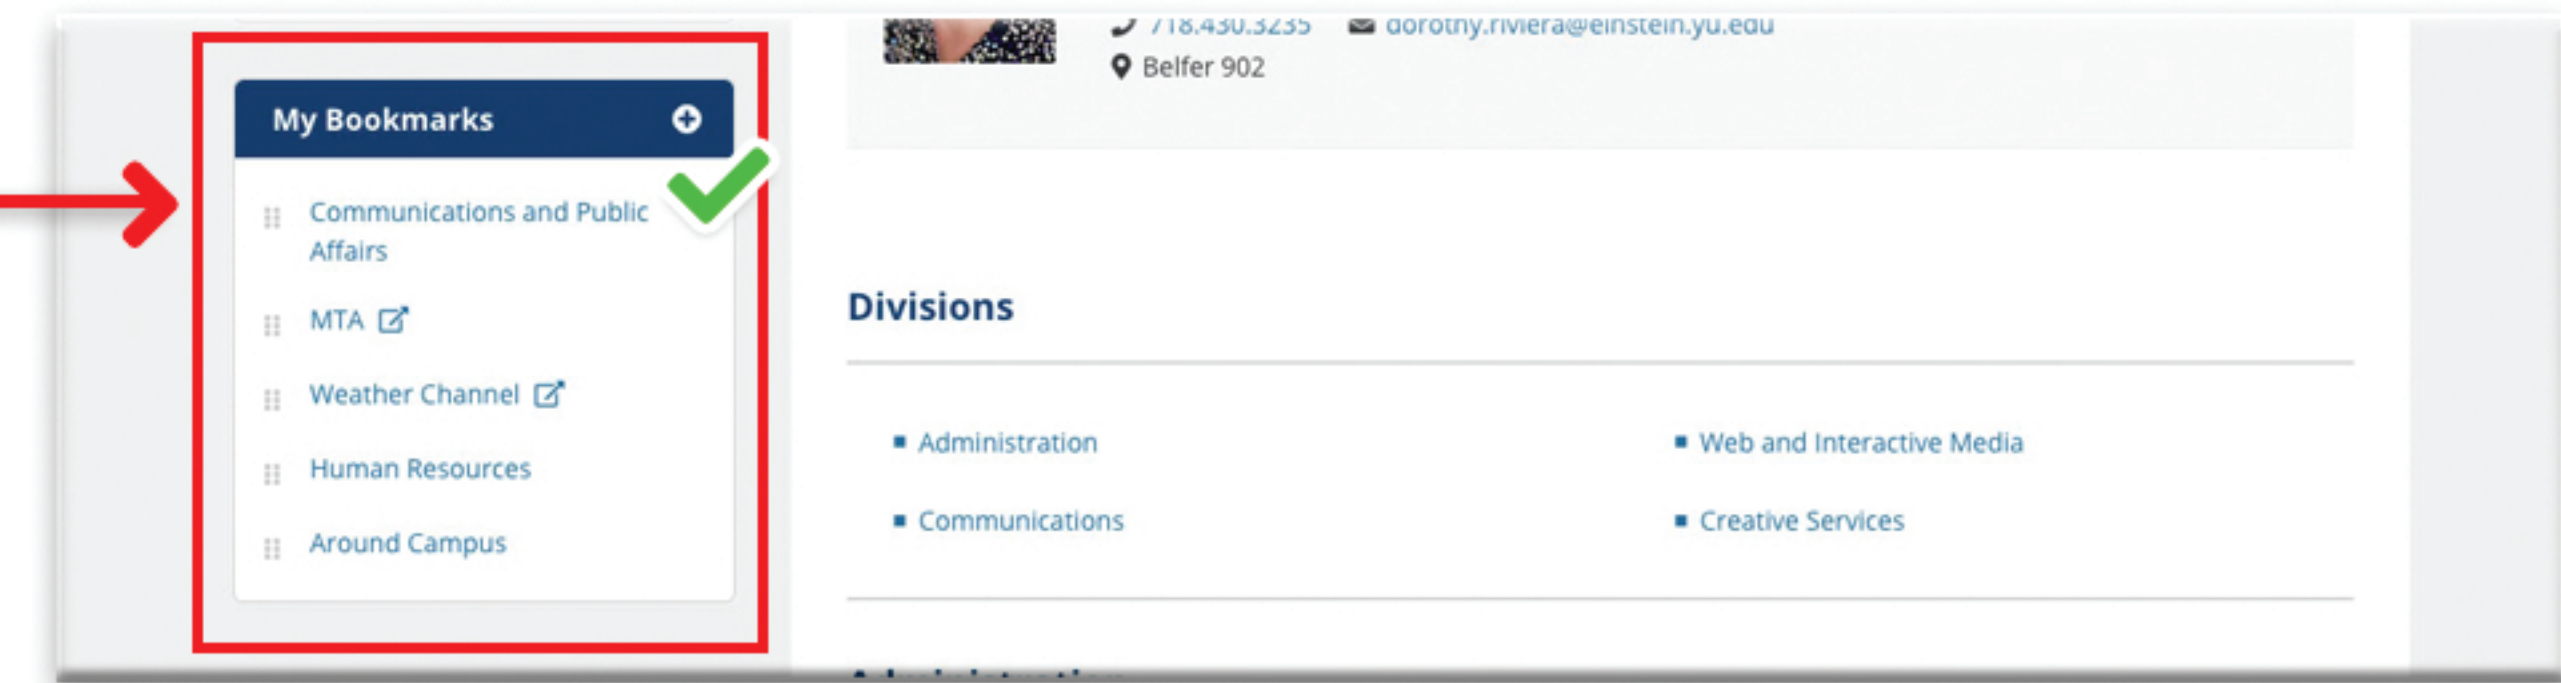 718.430.3235 dorothy.riviera@einstein.yu.edu
Belfer 902
My Bookmarks
Communications and Public
Affairs
MTA
Weather Channel
Human Resources
Around Campus
Divisions
Administration
Web and Interactive Media
Communications
Creative Services
Administration